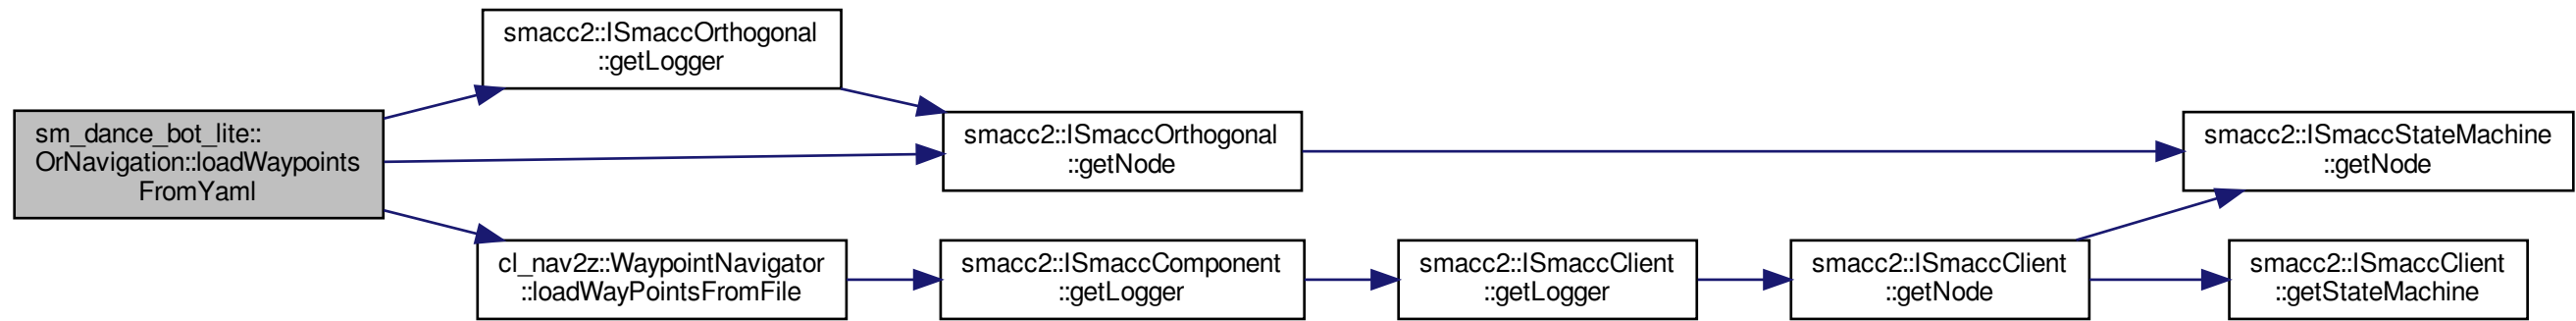 smacc2::ISmaccOrthogonal
::getLogger
sm_dance_bot_lite::
OrNavigation::loadWaypoints
FromYaml
smacc2::ISmaccOrthogonal
::getNode
smacc2::ISmaccStateMachine
::getNode
cl_nav2z::WaypointNavigator
::loadWayPointsFromFile
smacc2::ISmaccComponent
::getLogger
smacc2::ISmaccClient
::getLogger
smacc2::ISmaccClient
::getNode
smacc2::ISmaccClient
::getStateMachine